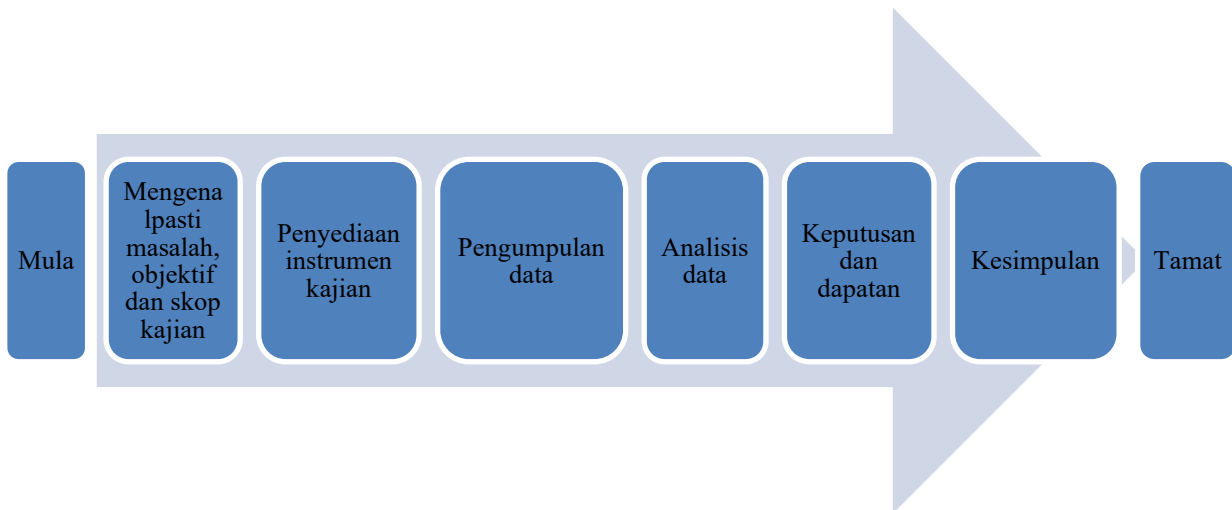 Mula
Mengena
lpasti
masalah,
objektif
dan skop
kajian
Penyediaan
instrumen
kajian
Pengumpulan
data
Analisis
data
Keputusan
dan
dapatan
Kesimpulan
Tamat